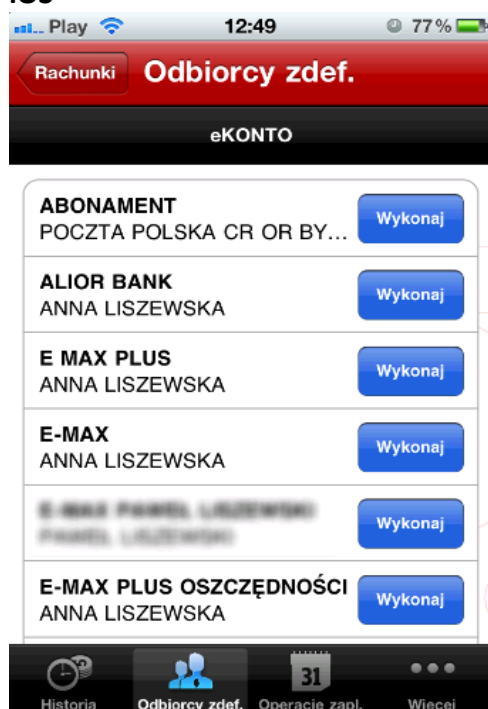 Play 12:49 77%
Rachunki Odbiorcy zdef.
eKONTO
ABONAMENT
POCZTA POLSKA CR OR BY... Wykonaj
ALIOR BANK
ANNA LISZEWSKA Wykonaj
E MAX PLUS
ANNA LISZEWSKA Wykonaj
E-MAX
ANNA LISZEWSKA Wykonaj
Wykonaj
E-MAX PLUS OSZCZĘDNOŚCI
ANNA LISZEWSKA Wykonaj
31
Historia Odbiorcy zdef. Operacje zapl. Więcej